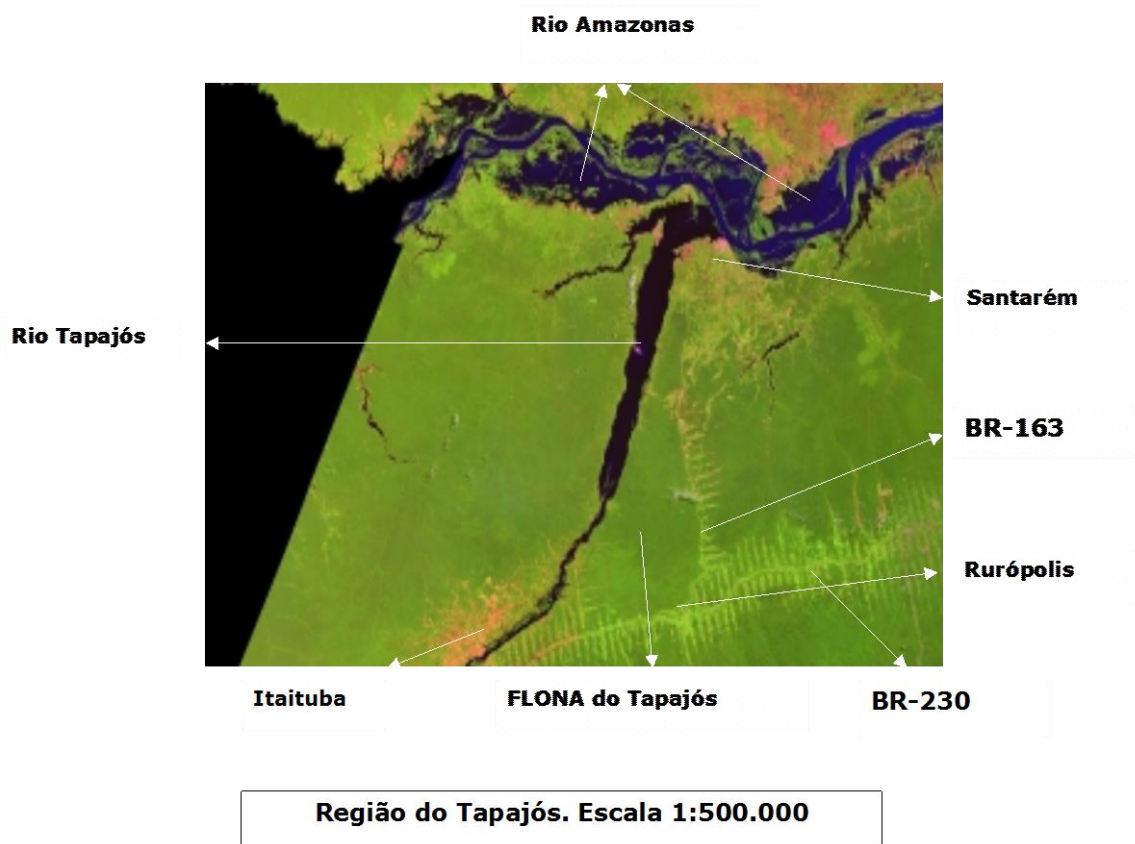 Rio Amazonas
Santarém
Rio Tapajós
BR-163
Rurópolis
Itaituba
FLONA do Tapajós
BR-230
Região do Tapajós. Escala 1:500.000